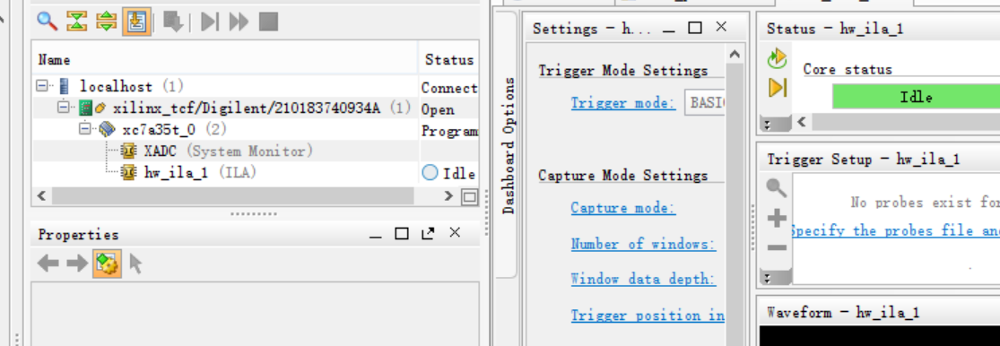 Name
Status
localhost (1)
Connect
xilinx_tcf/Digilent/210183740934A (1)
Open
xc7a35t_0 (2)
Program
XADC (System Monitor)
hw_ila_1 (ILA)
Idle
Properties
Dashboard Options
Settings - h...
Trigger Mode Settings
Trigger mode:
BASI
Capture Mode Settings
Capture mode:
Number of windows:
Window data depth:
Trigger position in
Status - hw_ila_1
Core status
Idle
Trigger Setup - hw_ila_1
No probes exist for
Specify the probes file and
Waveform - hw_ila_1